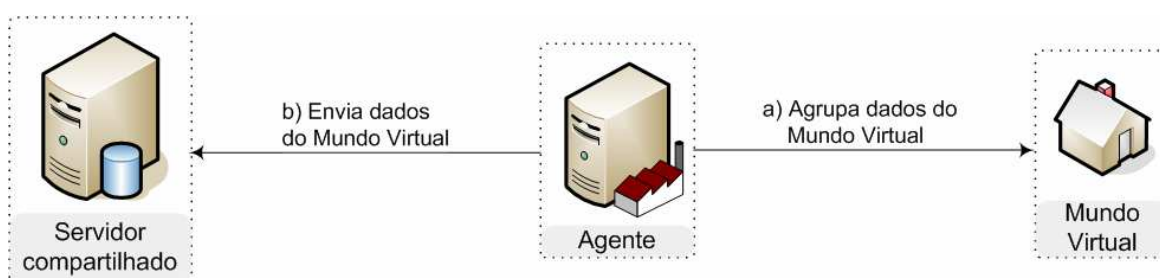 b) Envia dados
do Mundo Virtual
a) Agrupa dados do
Mundo Virtual
Servidor
compartilhado
Agente
Mundo
Virtual